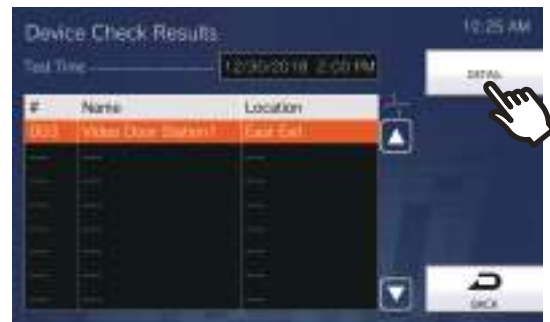 Device Check Results
10:25 AM
Test Time
12/30/2018 2:00 PM
DETAIL
# Name Location
003 Video Door Station1 East Exit
--- --- ---
--- --- ---
--- --- ---
--- --- ---
--- --- ---
--- --- ---
--- --- ---
BACK